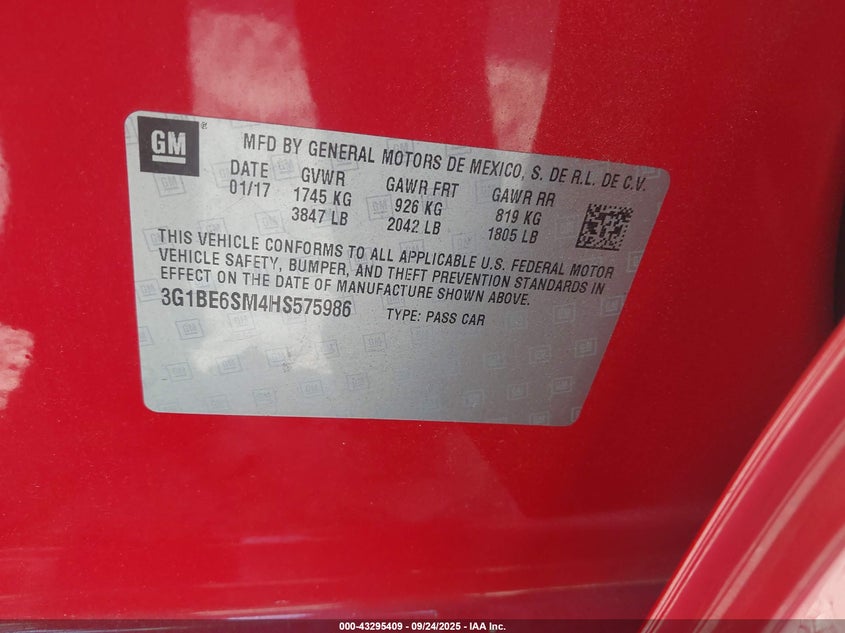 GM ®
MFD BY GENERAL MOTORS DE MEXICO, S. DE R.L. DE C.V.
DATE GVWR GAWR FRT GAWR RR
01/17 1745 KG 926 KG 819 KG
3847 LB 2042 LB 1805 LB
THIS VEHICLE CONFORMS TO ALL APPLICABLE U.S. FEDERAL MOTOR
VEHICLE SAFETY, BUMPER, AND THEFT PREVENTION STANDARDS IN
EFFECT ON THE DATE OF MANUFACTURE SHOWN ABOVE.
3G1BE6SM4HS575986 TYPE: PASS CAR
000-43295409 - 09/24/2025 - IAA Inc.